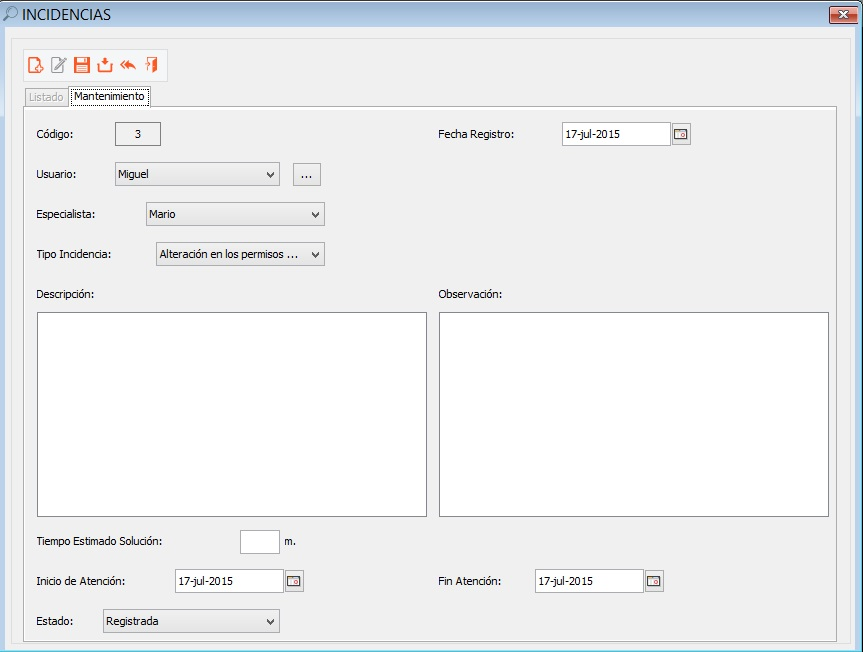 INCIDENCIAS
Listado Mantenimiento
Código: 3 Fecha Registro: 17-jul-2015
Usuario: Miguel ...
Especialista: Mario
Tipo Incidencia: Alteración en los permisos ...
Descripción: Observación:
Tiempo Estimado Solución: m.
Inicio de Atención: 17-jul-2015 Fin Atención: 17-jul-2015
Estado: Registrada